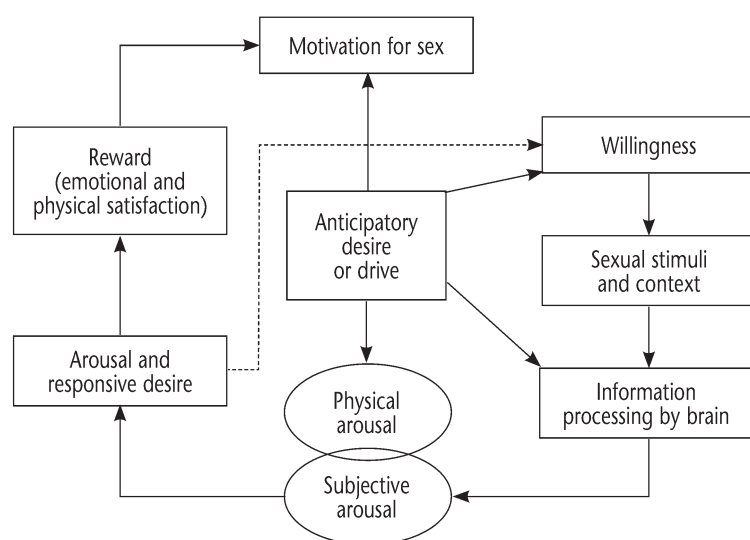 Motivation for sex
Reward
(emotional and
physical satisfaction)
Willingness
Anticipatory
desire
or drive
Sexual stimuli
and context
Arousal and
responsive desire
Physical
arousal
Information
processing by brain
Subjective
arousal